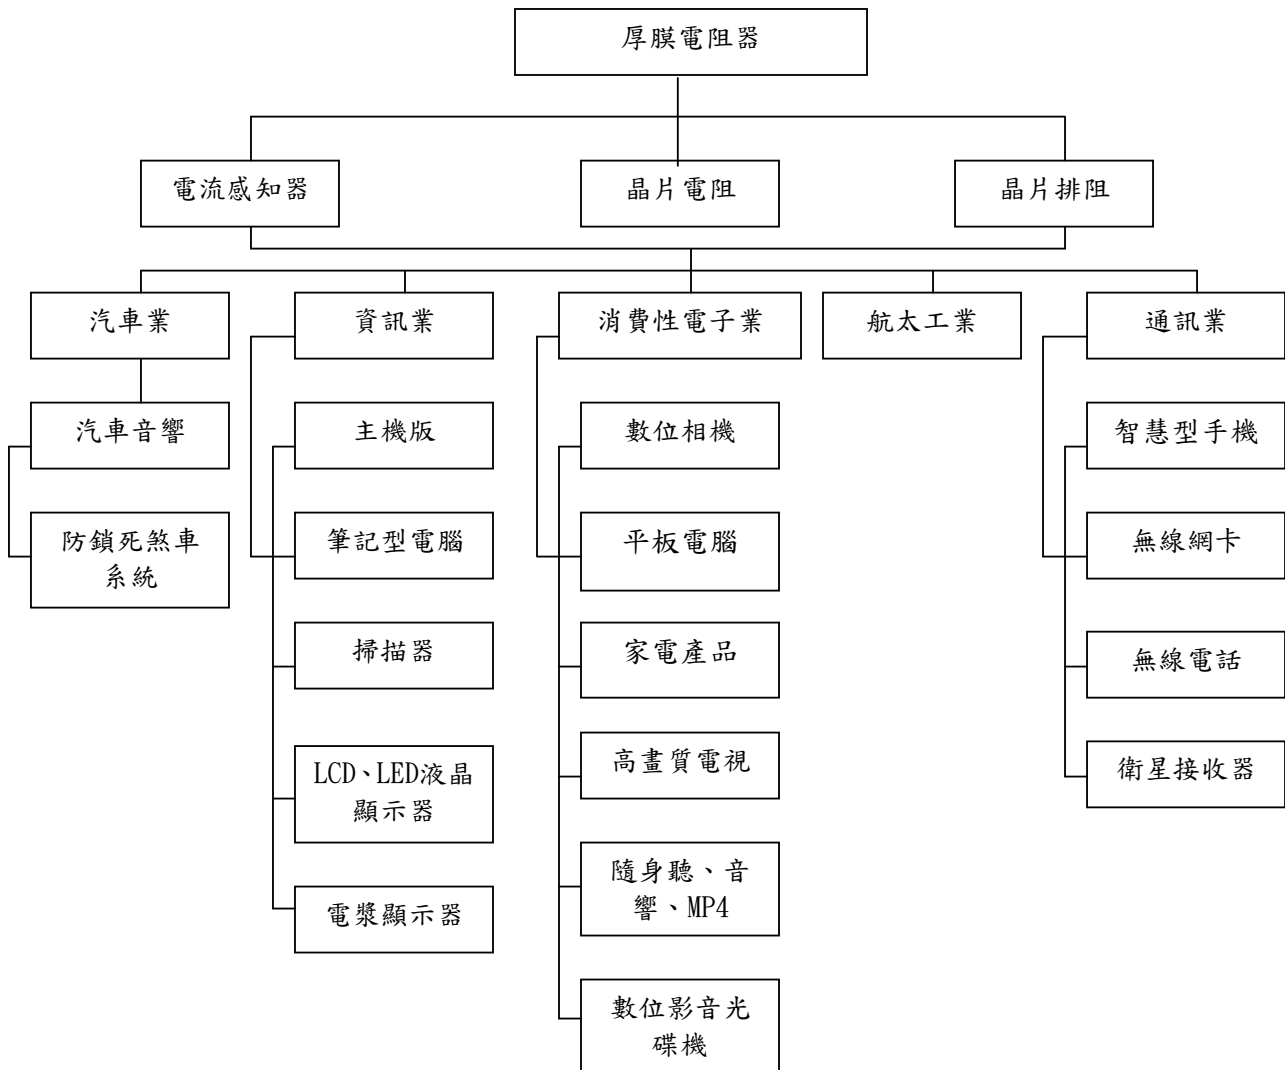 厚膜電阻器
電流感知器
晶片電阻
晶片排阻
汽車業
資訊業
消費性電子業
航太工業
通訊業
汽車音響
主機版
數位相機
智慧型手機
防鎖死煞車
系統
筆記型電腦
平板電腦
無線網卡
掃描器
家電產品
無線電話
LCD、LED液晶
顯示器
高畫質電視
衛星接收器
電漿顯示器
隨身聽、音
響、MP4
數位影音光
碟機